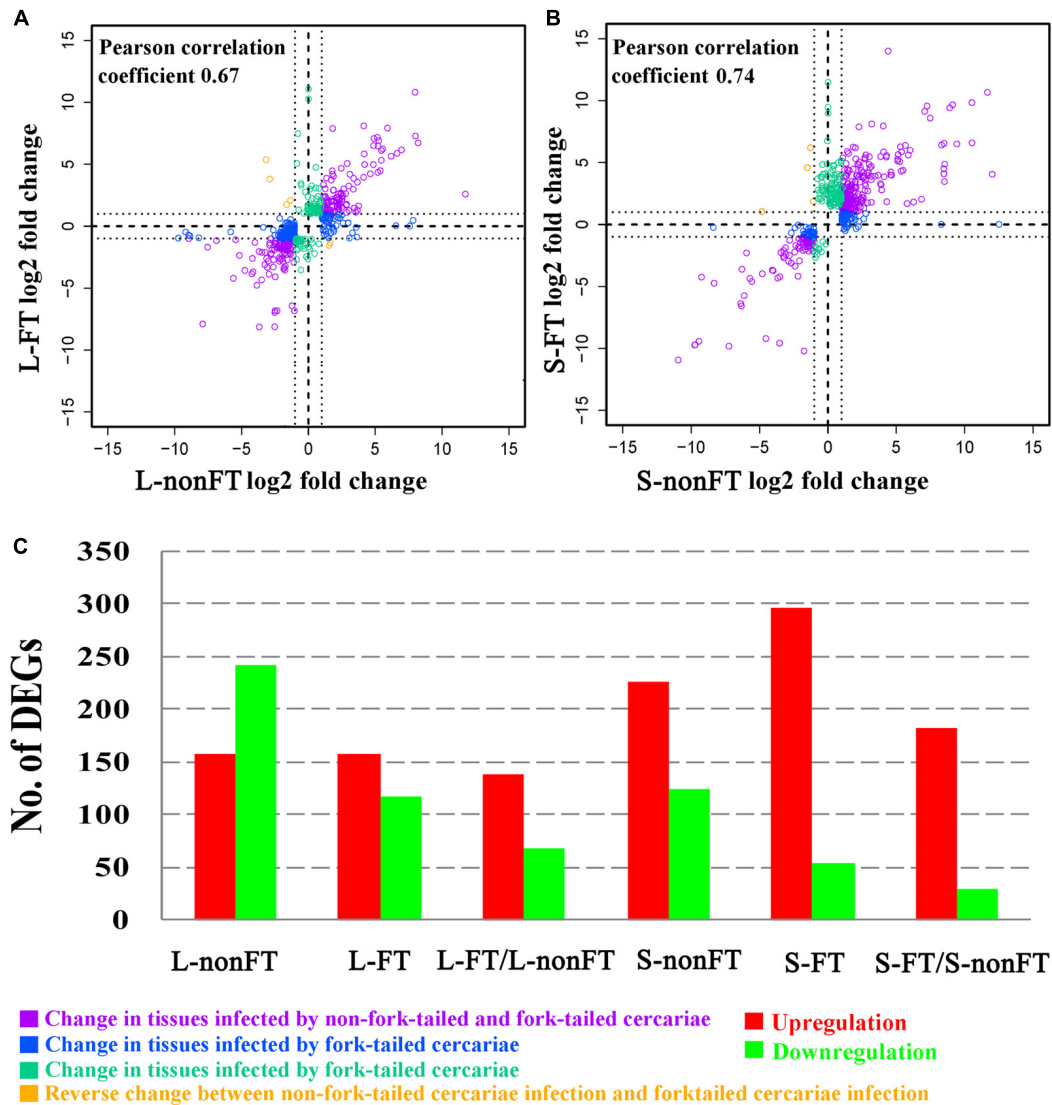 A
Pearson correlation
coefficient 0.67
15
10
5
0
−5
−10
−15
L-FT log2 fold change
−15 −10 −5 0 5 10 15
L-nonFT log2 fold change
B
Pearson correlation
coefficient 0.74
15
10
5
0
−5
−10
−15
S-FT log2 fold change
−15 −10 −5 0 5 10 15
S-nonFT log2 fold change
C
350
300
250
200
150
100
50
0
No. of DEGs
L-nonFT L-FT L-FT/L-nonFT S-nonFT S-FT S-FT/S-nonFT
Change in tissues infected by non-fork-tailed and fork-tailed cercariae
Change in tissues infected by fork-tailed cercariae
Change in tissues infected by fork-tailed cercariae
Reverse change between non-fork-tailed cercariae infection and forktailed cercariae infection
Upregulation
Downregulation